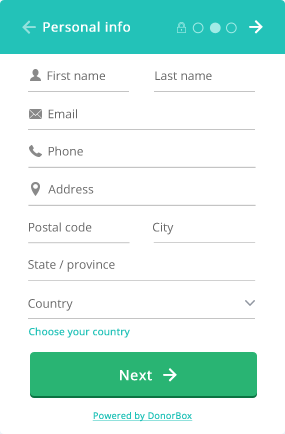 Personal info
First name Last name
Email
Phone
Address
Postal code City
State / province
Country
Choose your country
Next
Powered by DonorBox